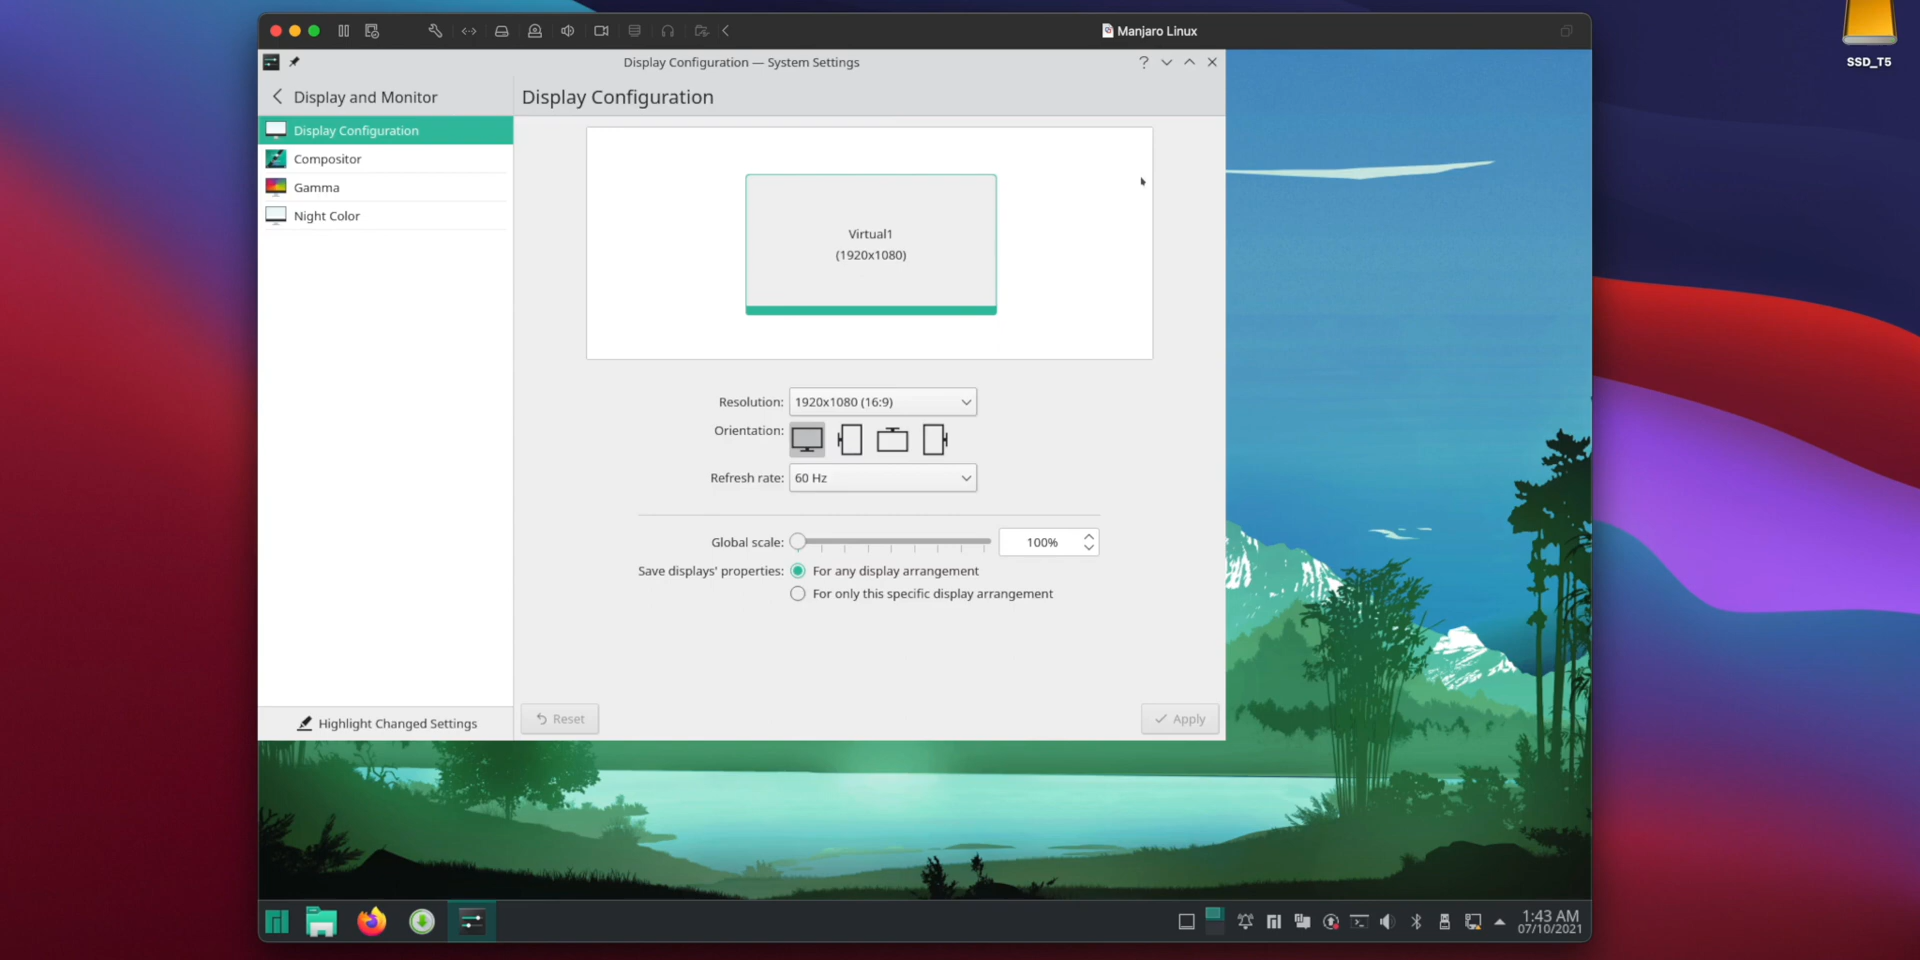 Manjaro Linux
SSD_T5
Display Configuration — System Settings
Display and Monitor
Display Configuration
Display Configuration
Compositor
Gamma
Night Color
Virtual1
(1920x1080)
Resolution: 1920x1080 (16:9)
Orientation:
Refresh rate: 60 Hz
Global scale: 100%
Save displays' properties: For any display arrangement
For only this specific display arrangement
Highlight Changed Settings
Reset
Apply
1:43 AM
07/10/2021